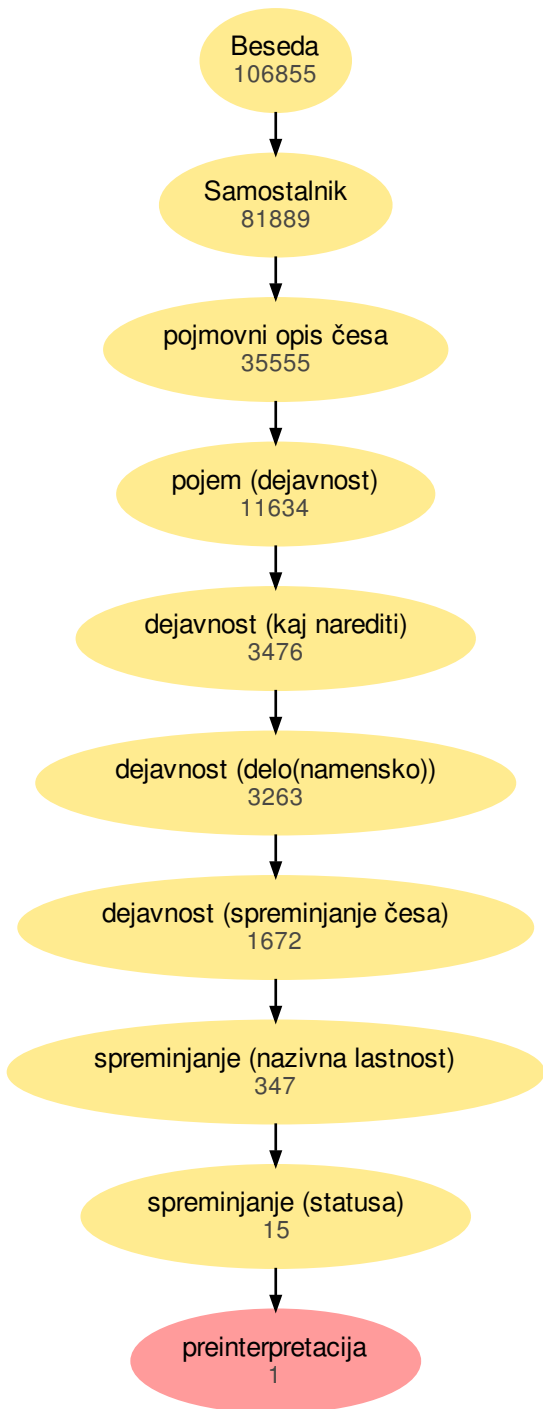 Beseda
106855
Samostalnik
81889
pojmovni opis česa
35555
pojem (dejavnost)
11634
dejavnost (kaj narediti)
3476
dejavnost (delo(namensko))
3263
dejavnost (spreminjanje česa)
1672
spreminjanje (nazivna lastnost)
347
spreminjanje (statusa)
15
preinterpretacija
1